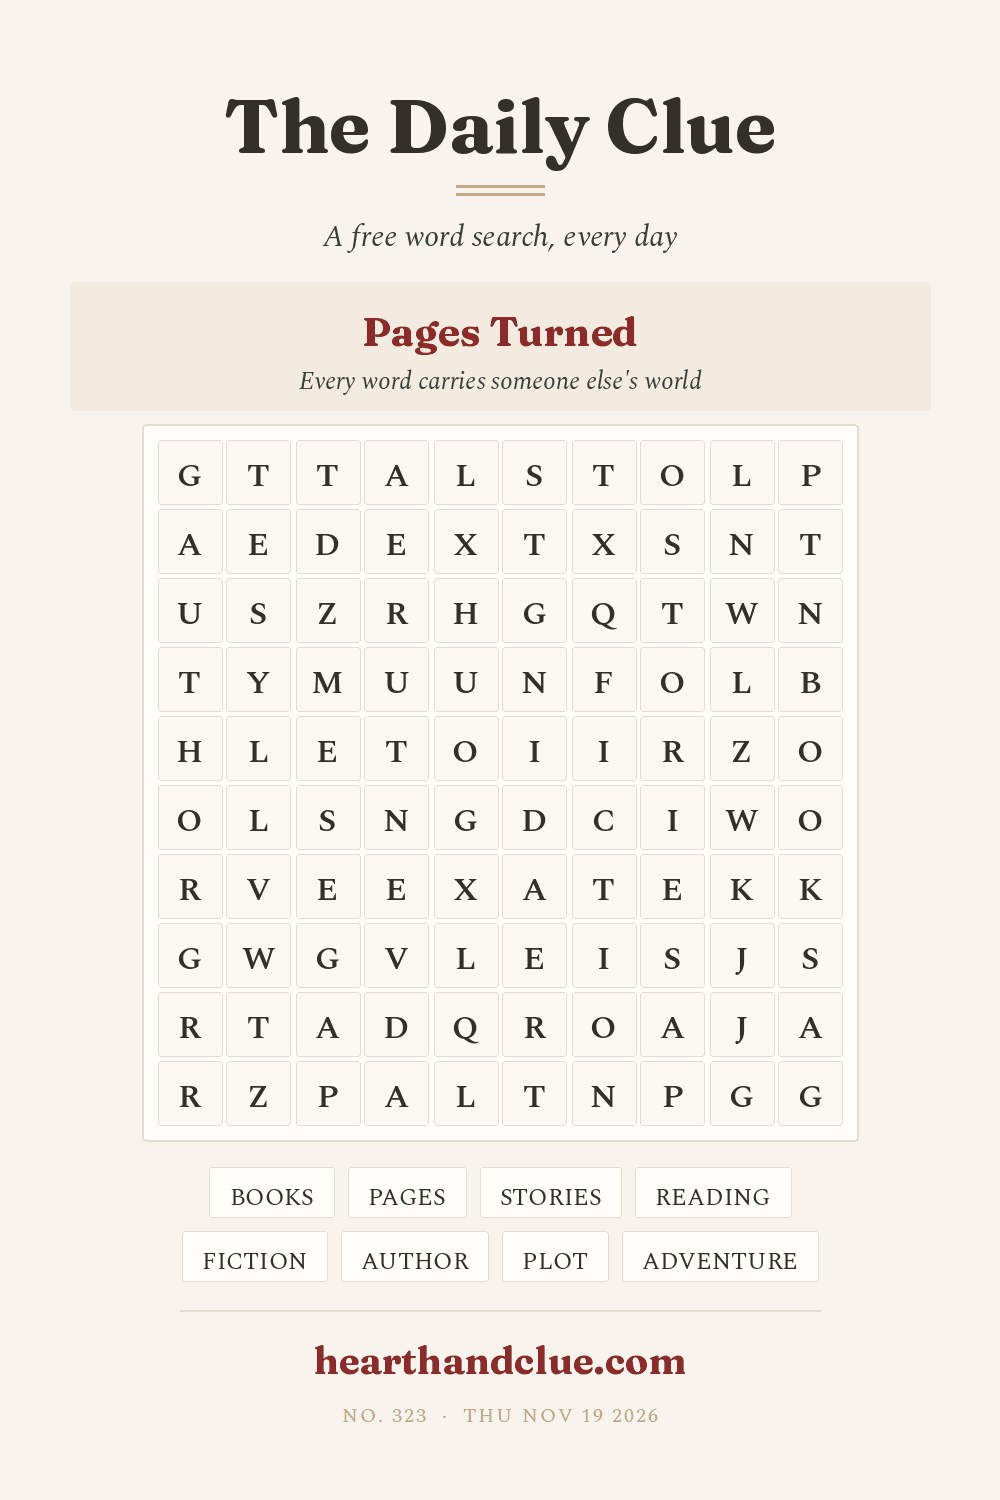 The Daily Clue
A free word search, every day
Pages Turned
Every word carries someone else's world
G T T A L S T O L P
A E D E X T X S N T
U S Z R H G Q T W N
T Y M U U N F O L B
H L E T O I I R Z O
O L S N G D C I W O
R V E E X A T E K K
G W G V L E I S J S
R T A D Q R O A J A
R Z P A L T N P G G
BOOKS PAGES STORIES READING
FICTION AUTHOR PLOT ADVENTURE
hearthandclue.com
NO. 323 · THU NOV 19 2026